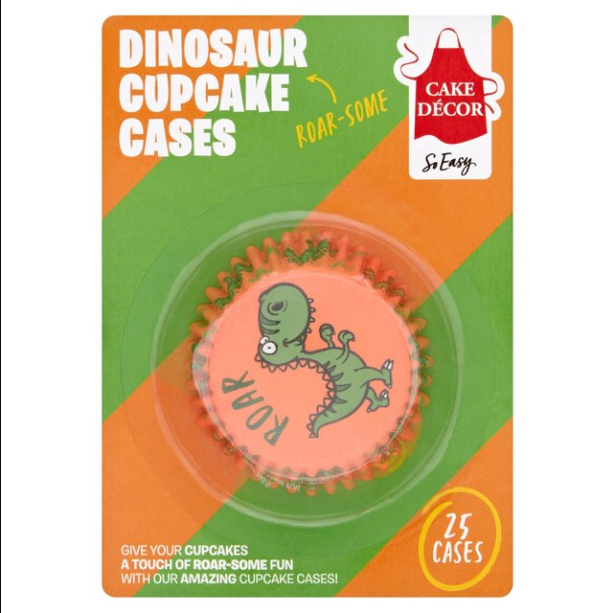 DINOSAUR
CUPCAKE
CASES
ROAR-SOME
CAKE
DÉCOR
So Easy
ROAR
25
CASES
GIVE YOUR CUPCAKES
A TOUCH OF ROAR-SOME FUN
WITH OUR AMAZING CUPCAKE CASES!